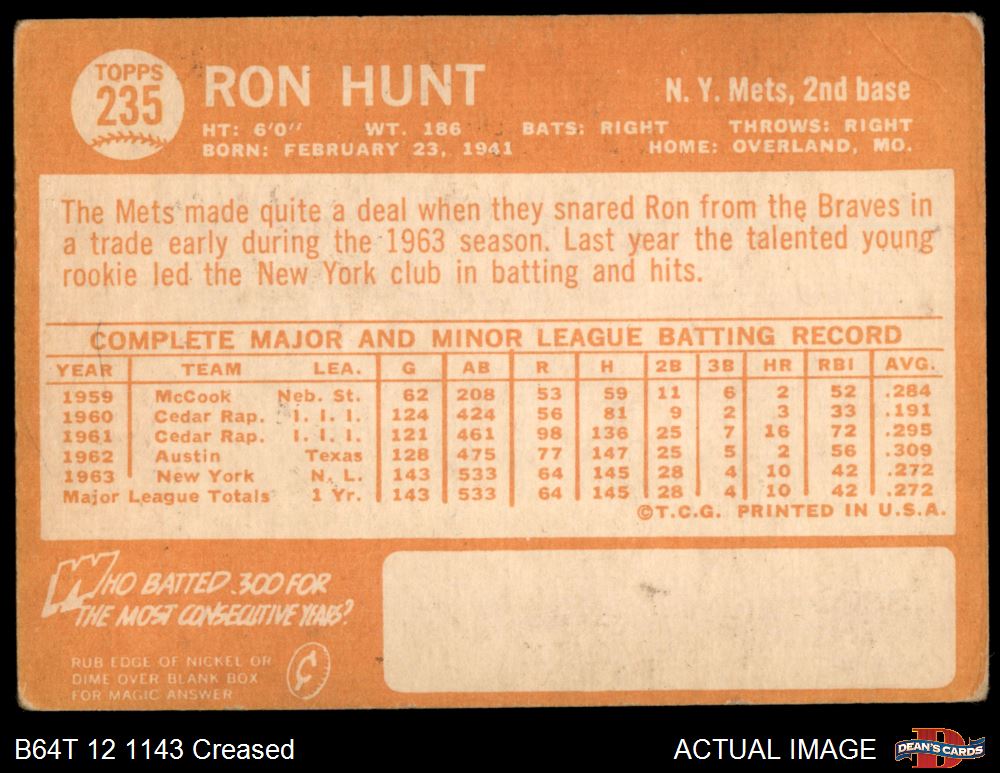 TOPPS
235
RON HUNT
N. Y. Mets, 2nd base
HT: 6'0" WT. 186 BATS: RIGHT THROWS: RIGHT
BORN: FEBRUARY 23, 1941 HOME: OVERLAND, MO.
The Mets made quite a deal when they snared Ron from the Braves in
a trade early during the 1963 season. Last year the talented young
rookie led the New York club in batting and hits.
COMPLETE MAJOR AND MINOR LEAGUE BATTING RECORD
YEAR TEAM LEA. G AB R H 2B 3B HR RBI AVG.
1959 McCook Neb. St. 62 208 53 59 11 6 2 52 .284
1960 Cedar Rap. I. I. I. 124 424 56 81 9 2 3 33 .191
1961 Cedar Rap. I. I. I. 121 461 98 136 25 7 16 72 .295
1962 Austin Texas 128 475 77 147 25 5 2 56 .309
1963 New York N. L. 143 533 64 145 28 4 10 42 .272
Major League Totals 1 Yr. 143 533 64 145 28 4 10 42 .272
©T.C.G. PRINTED IN U.S.A.
WHO BATTED .300 FOR
THE MOST CONSECUTIVE YEARS?
RUB EDGE OF NICKEL OR
DIME OVER BLANK BOX
FOR MAGIC ANSWER
B64T 12 1143 Creased
ACTUAL IMAGE
DEAN'S CARDS